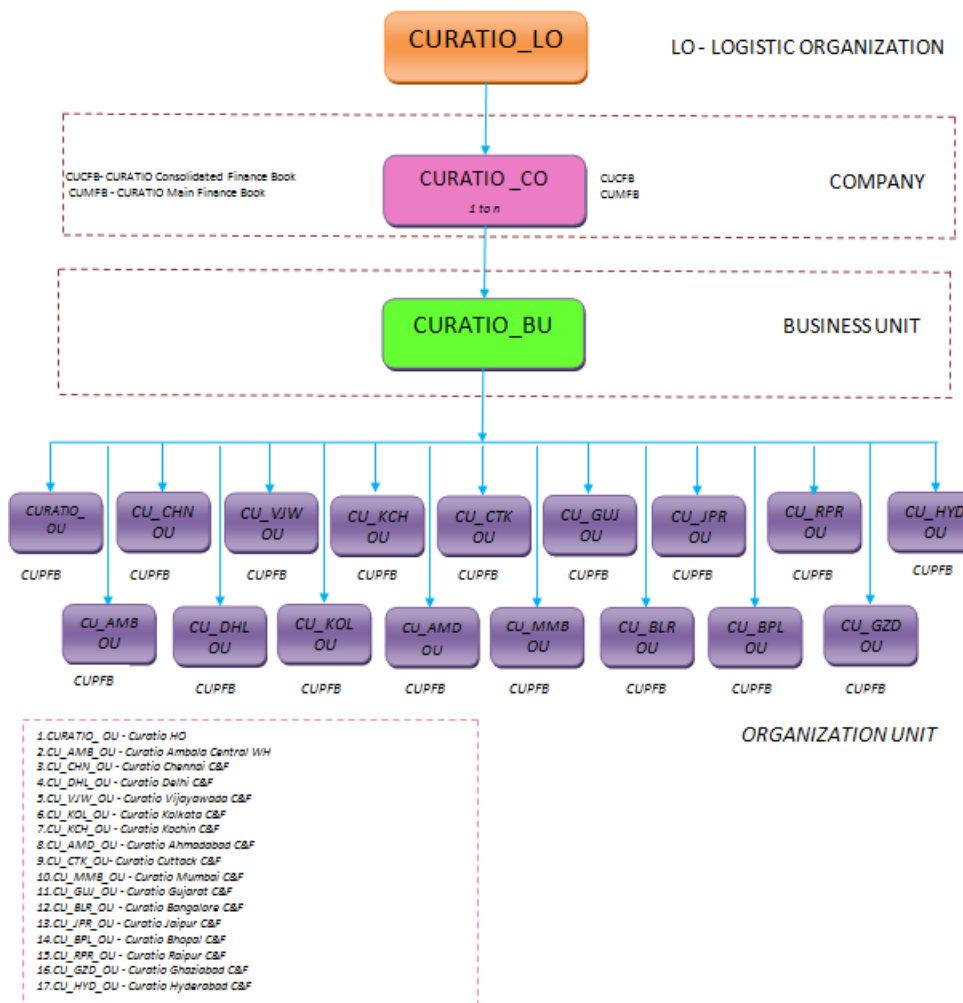 CURATIO_LO
LO - LOGISTIC ORGANIZATION
CUCFB- CURATIO Consolidated Finance Book
CUMFB - CURATIO Main Finance Book
CURATIO _CO
1 to n
CUCFB
CUMFB
COMPANY
CURATIO_BU
BUSINESS UNIT
CURATIO_
OU
CU_CHN
OU
CU_VJW
OU
CU_KCH
OU
CU_CTK
OU
CU_GUJ
OU
CU_JPR
OU
CU_RPR
OU
CU_HYD
OU
CUPFB
CUPFB
CUPFB
CUPFB
CUPFB
CUPFB
CUPFB
CUPFB
CUPFB
CU_AMB
OU
CU_DHL
OU
CU_KOL
OU
CU_AMD
OU
CU_MMB
OU
CU_BLR
OU
CU_BPL
OU
CU_GZD
OU
CUPFB
CUPFB
CUPFB
CUPFB
CUPFB
CUPFB
CUPFB
CUPFB
ORGANIZATION UNIT
1.CURATIO_ OU - Curatio HO
2.CU_AMB_OU - Curatio Ambala Central WH
3.CU_CHN_OU - Curatio Chennai C&F
4.CU_DHL_OU - Curatio Delhi C&F
5.CU_VJW_OU - Curatio Vijayawada C&F
6.CU_KOL_OU - Curatio Kolkata C&F
7.CU_KCH_OU - Curatio Kochin C&F
8.CU_AMD_OU - Curatio Ahmadabad C&F
9.CU_CTK_OU- Curatio Cuttack C&F
10.CU_MMB_OU - Curatio Mumbai C&F
11.CU_GUJ_OU - Curatio Gujarat C&F
12.CU_BLR_OU - Curatio Bangalore C&F
13.CU_JPR_OU - Curatio Jaipur C&F
14.CU_BPL_OU - Curatio Bhopal C&F
15.CU_RPR_OU - Curatio Raipur C&F
16.CU_GZD_OU - Curatio Ghaziabad C&F
17.CU_HYD_OU - Curatio Hyderabad C&F